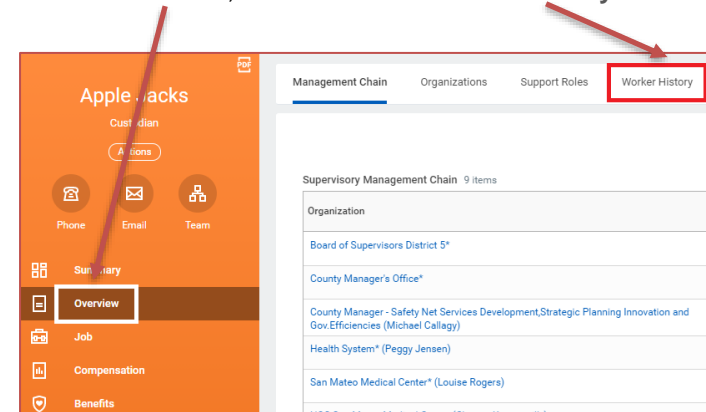 PDF
Apple Jacks
Custodian
Actions
Phone
Email
Team
Summary
Overview
Job
Compensation
Benefits
Management Chain
Organizations
Support Roles
Worker History
Supervisory Management Chain 9 items
Organization
Board of Supervisors District 5*
County Manager's Office*
County Manager - Safety Net Services Development,Strategic Planning Innovation and
Gov.Efficiencies (Michael Callagy)
Health System* (Peggy Jensen)
San Mateo Medical Center* (Louise Rogers)